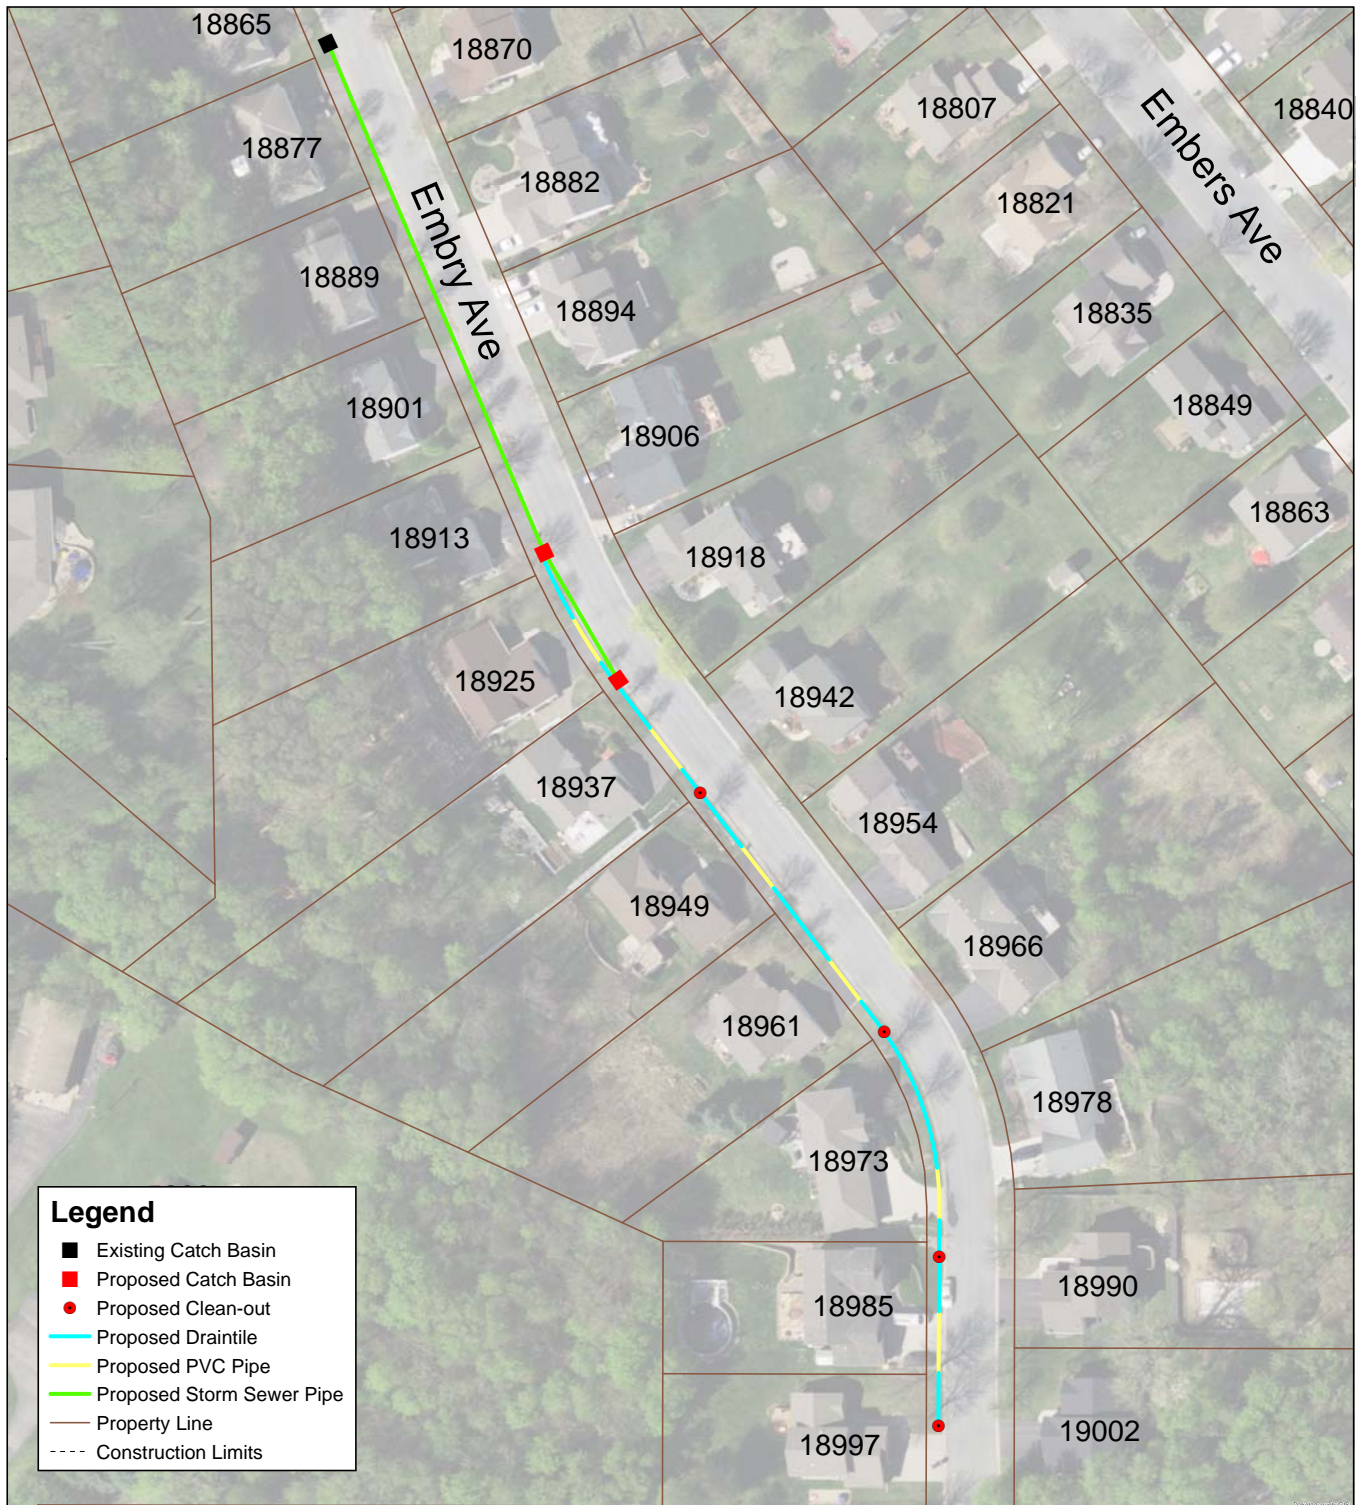 18865
18870
18807
18840
18877
18882
18821
Embers Ave
Embry Ave
18889
18894
18835
18901
18906
18849
18913
18918
18863
18925
18942
18937
18954
18949
18966
18961
18978
18973
18985
18990
18997
19002
Legend
Existing Catch Basin
Proposed Catch Basin
Proposed Clean-out
Proposed Draintile
Proposed PVC Pipe
Proposed Storm Sewer Pipe
Property Line
Construction Limits